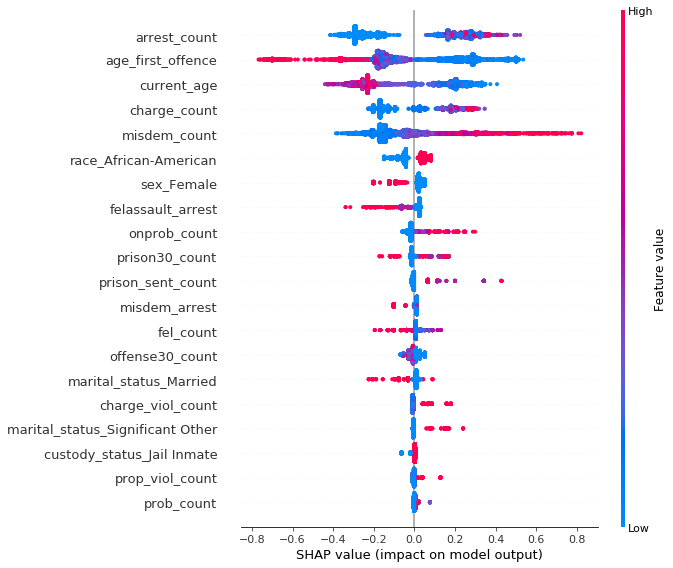 High
arrest_count
age_first_offence
current_age
charge_count
misdem_count
race_African-American
sex_Female
felassault_arrest
onprob_count
prison30_count
prison_sent_count
misdem_arrest
fel_count
offense30_count
marital_status_Married
charge_viol_count
marital_status_Significant Other
custody_status_Jail Inmate
prop_viol_count
prob_count
Feature value
Low
−0.8 −0.6 −0.4 −0.2 0.0 0.2 0.4 0.6 0.8
SHAP value (impact on model output)